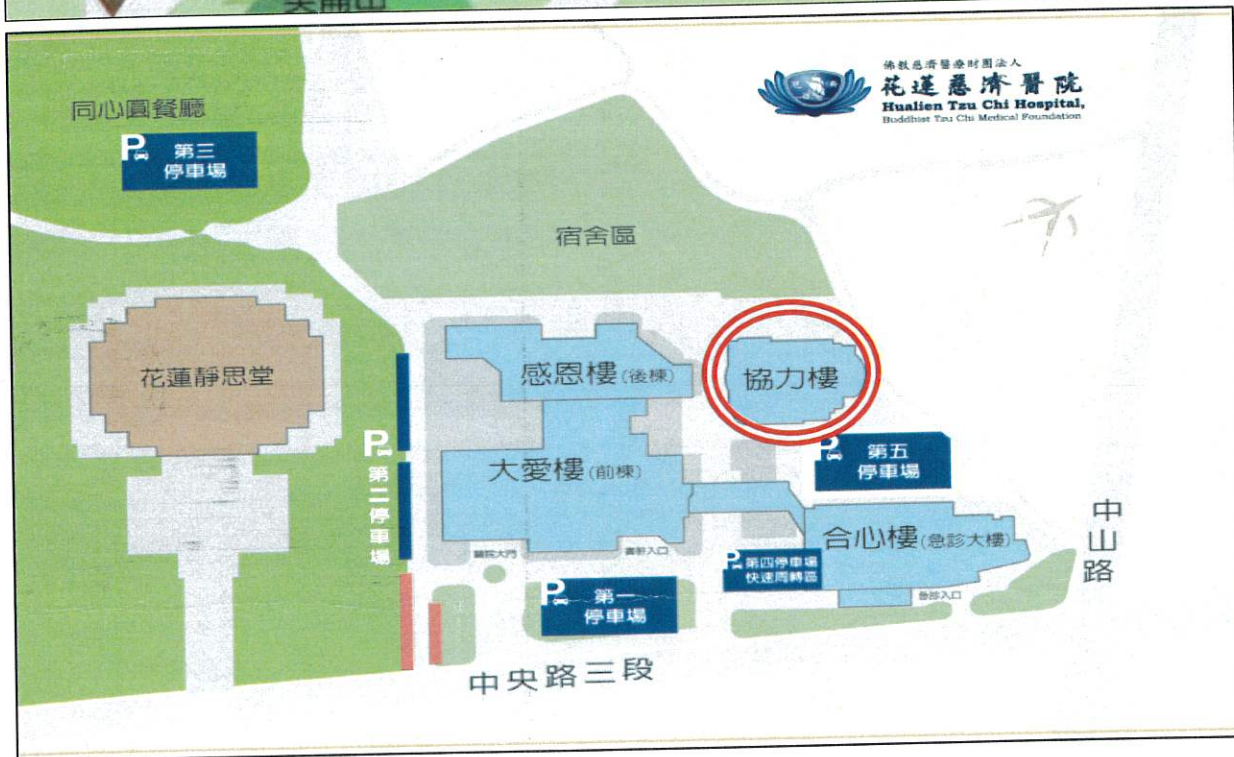 佛教慈濟醫療財團法人
花蓮慈濟醫院
Hualien Tzu Chi Hospital,
Buddhist Tzu Chi Medical Foundation
同心圓餐廳
P 第三
停車場
宿舍區
花蓮靜思堂
感恩樓(後棟)
協力樓
P 第二停車場
大愛樓(前棟)
P 第五
停車場
合心樓(急診大樓)
中山路
醫院大門
P 第四停車場
快速周轉區
急診入口
P 第一
停車場
中央路三段